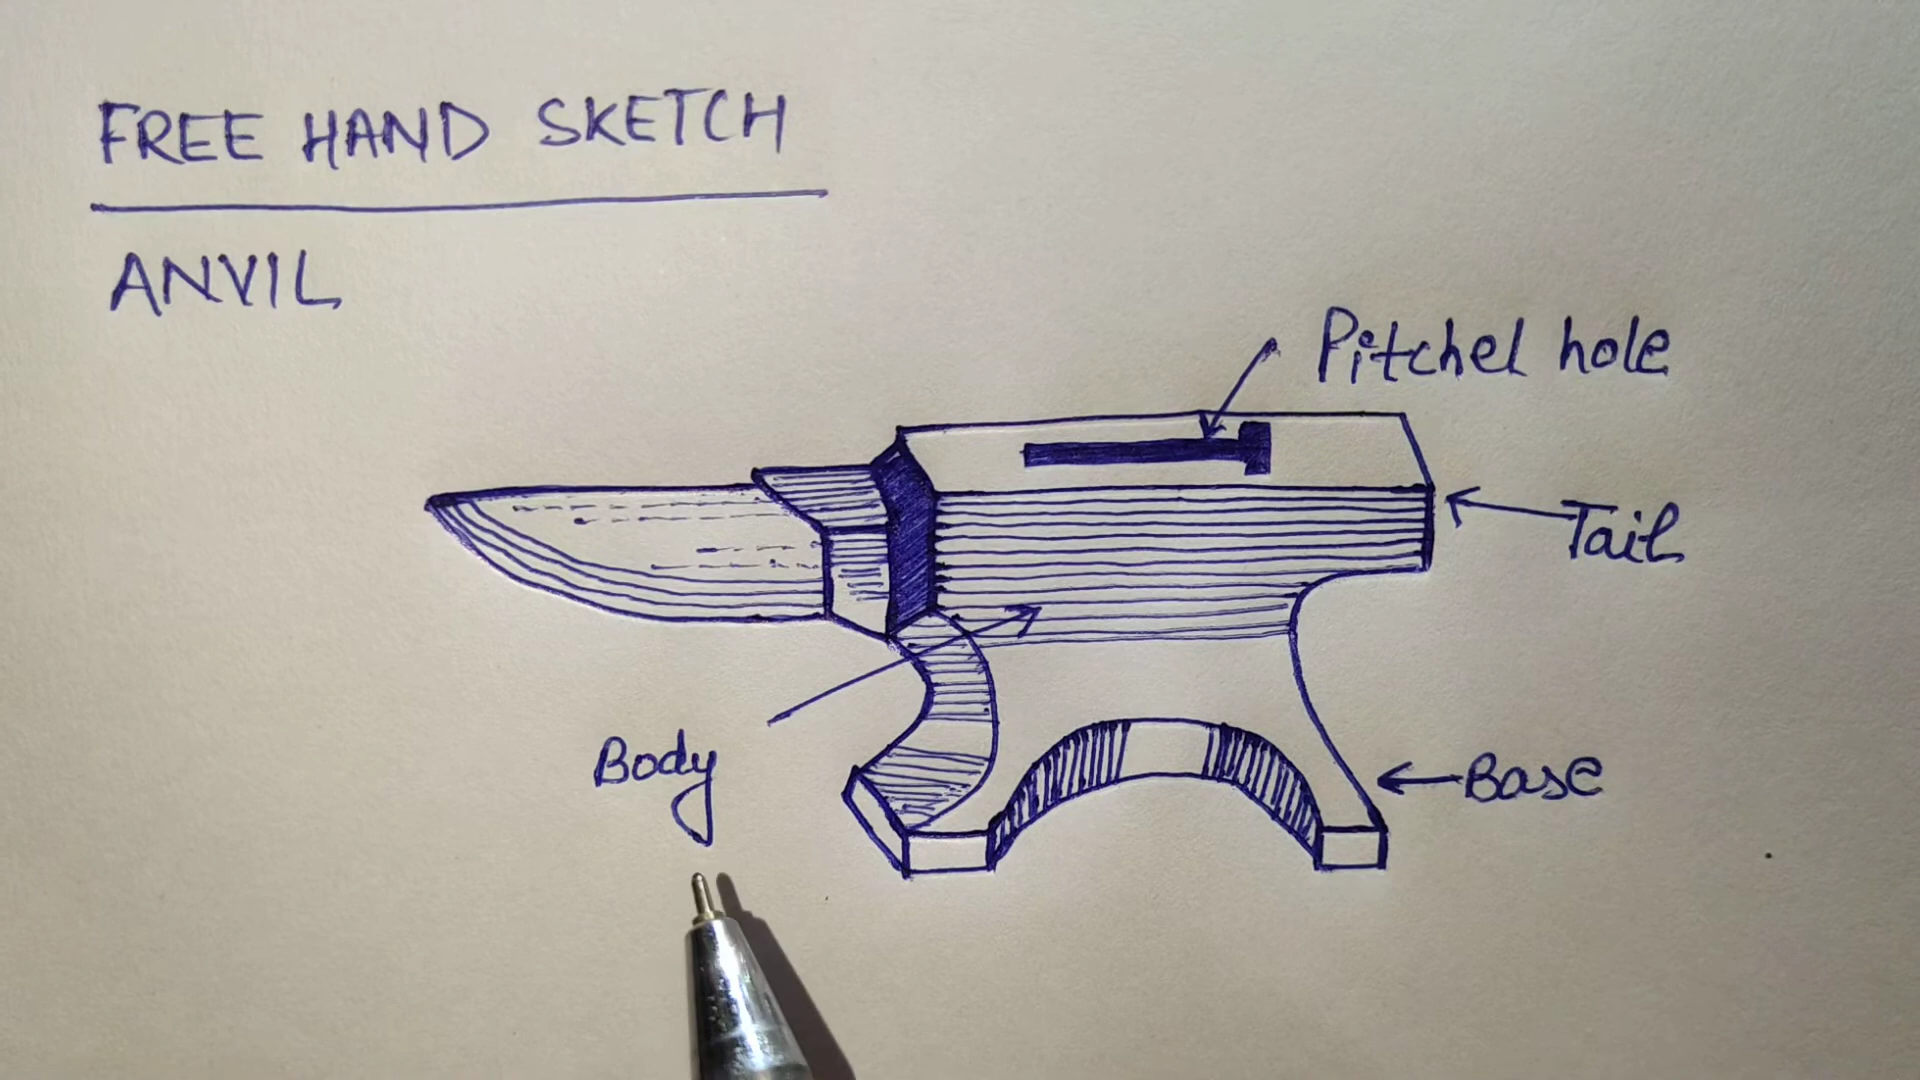 FREE HAND SKETCH
ANVIL
Pitchel hole
Tail
Body
Base